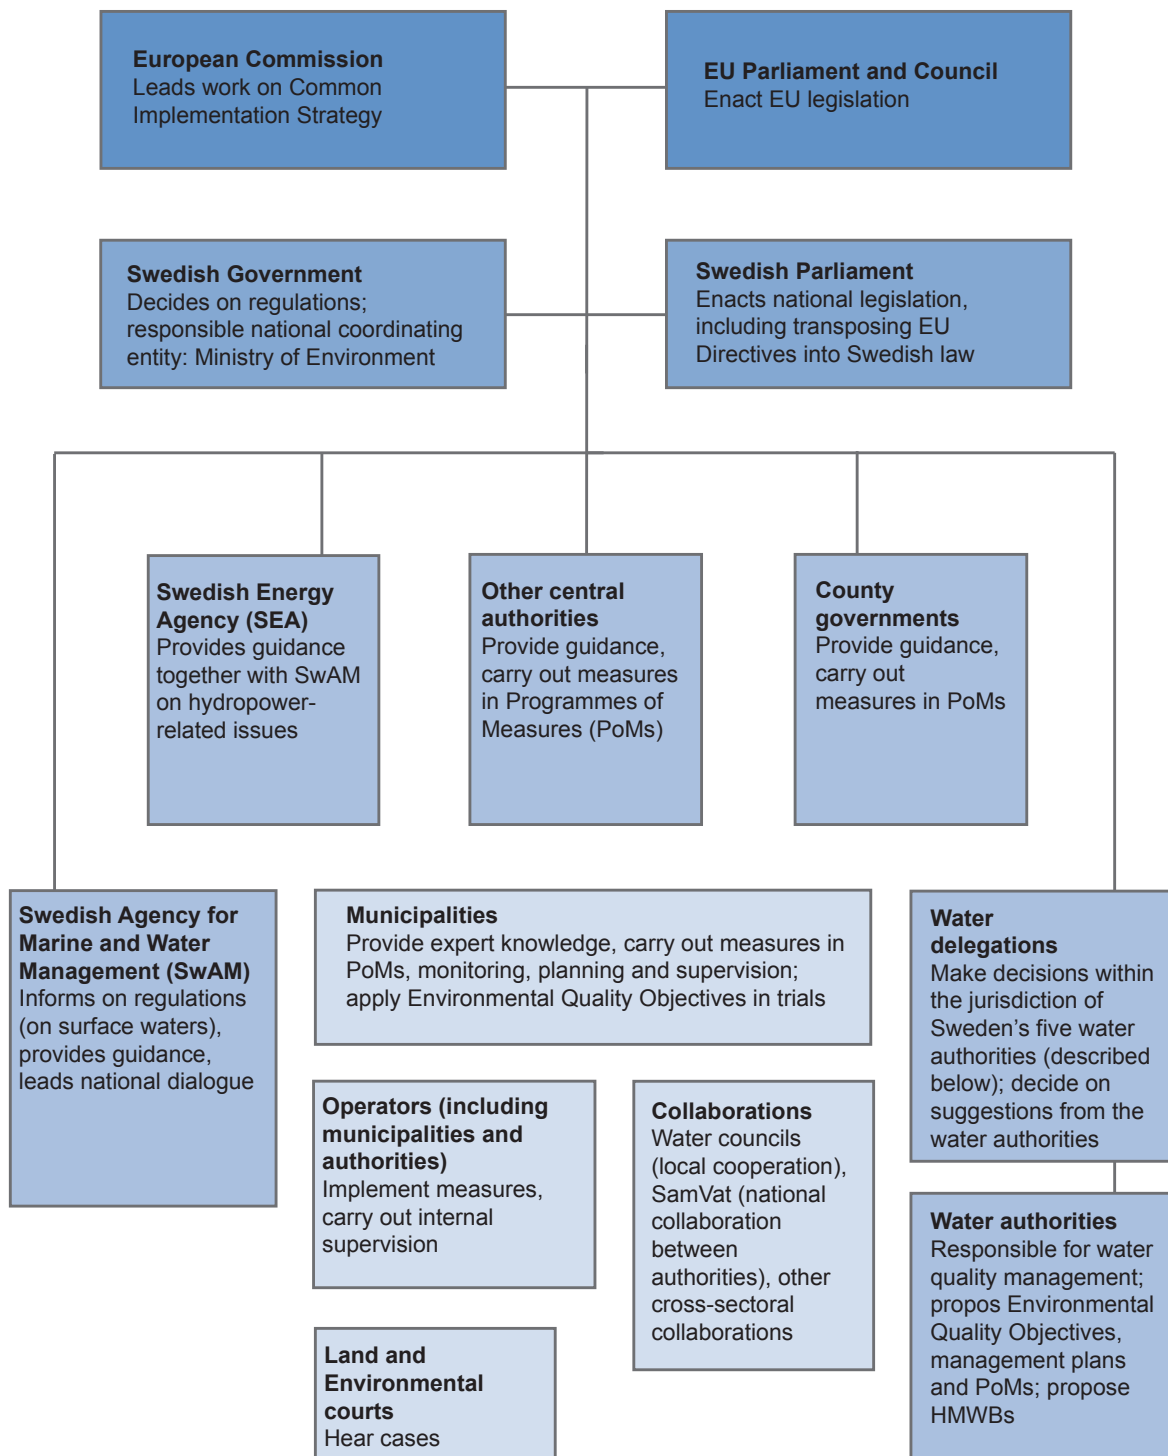 European Commission
Leads work on Common
Implementation Strategy
EU Parliament and Council
Enact EU legislation
Swedish Government
Decides on regulations;
responsible national coordinating
entity: Ministry of Environment
Swedish Parliament
Enacts national legislation,
including transposing EU
Directives into Swedish law
Swedish Energy
Agency (SEA)
Provides guidance
together with SwAM
on hydropower-
related issues
Other central
authorities
Provide guidance,
carry out measures
in Programmes of
Measures (PoMs)
County
governments
Provide guidance,
carry out
measures in PoMs
Swedish Agency for
Marine and Water
Management (SwAM)
Informs on regulations
(on surface waters),
provides guidance,
leads national dialogue
Municipalities
Provide expert knowledge, carry out measures in
PoMs, monitoring, planning and supervision;
apply Environmental Quality Objectives in trials
Water
delegations
Make decisions within
the jurisdiction of
Sweden's five water
authorities (described
below); decide on
suggestions from the
water authorities
Operators (including
municipalities and
authorities)
Implement measures,
carry out internal
supervision
Collaborations
Water councils
(local cooperation),
SamVat (national
collaboration
between
authorities), other
cross-sectoral
collaborations
Water authorities
Responsible for water
quality management;
propos Environmental
Quality Objectives,
management plans
and PoMs; propose
HMWBs
Land and
Environmental
courts
Hear cases